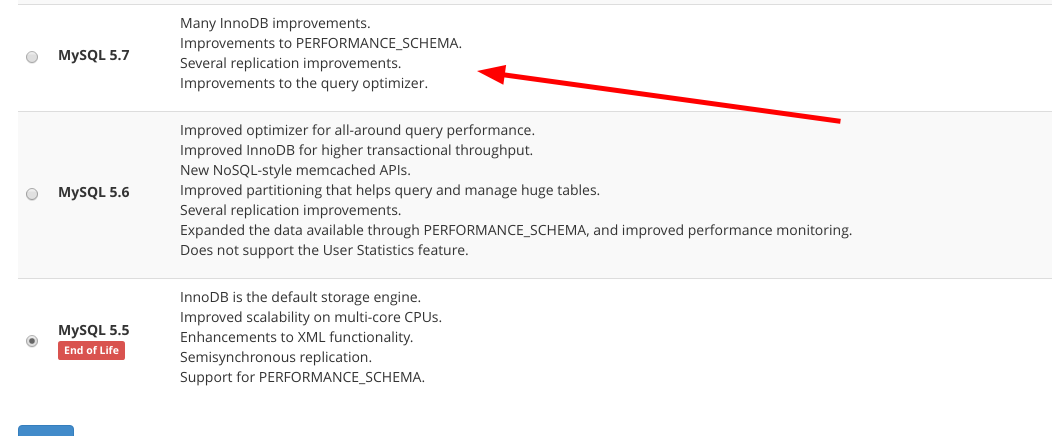 MySQL 5.7
Many InnoDB improvements.
Improvements to PERFORMANCE_SCHEMA.
Several replication improvements.
Improvements to the query optimizer.
MySQL 5.6
Improved optimizer for all-around query performance.
Improved InnoDB for higher transactional throughput.
New NoSQL-style memcached APIs.
Improved partitioning that helps query and manage huge tables.
Several replication improvements.
Expanded the data available through PERFORMANCE_SCHEMA, and improved performance monitoring.
Does not support the User Statistics feature.
MySQL 5.5
End of Life
InnoDB is the default storage engine.
Improved scalability on multi-core CPUs.
Enhancements to XML functionality.
Semisynchronous replication.
Support for PERFORMANCE_SCHEMA.